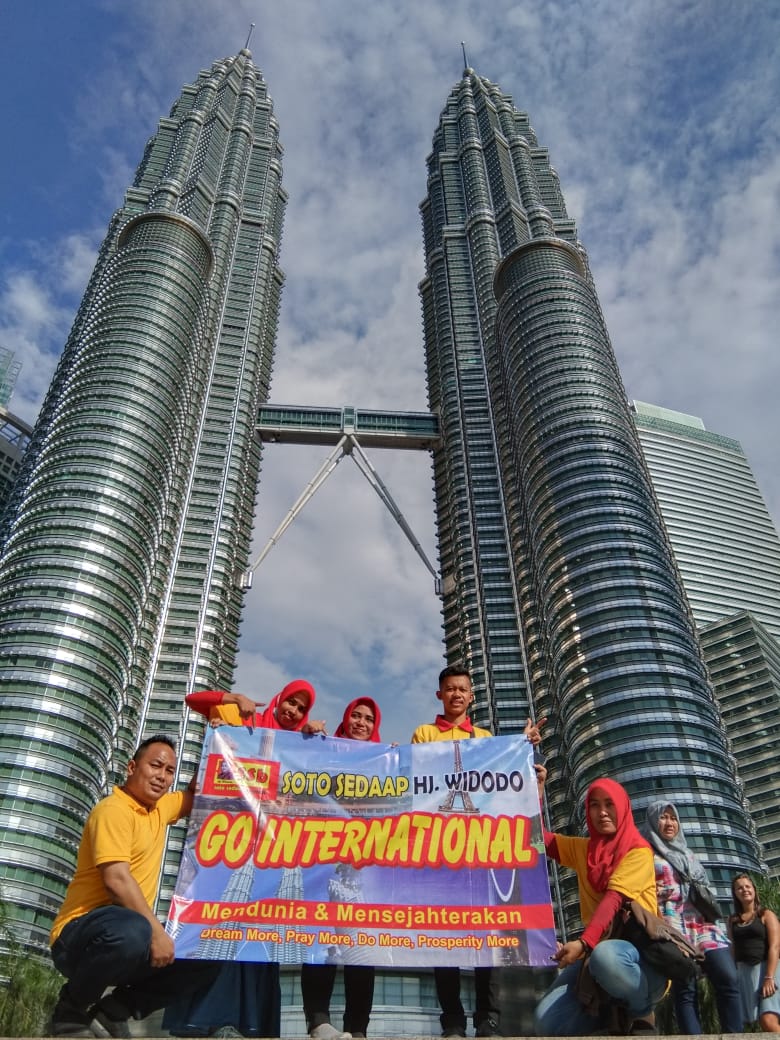 SOTO SEDAAP HJ. WIDODO
GO INTERNATIONAL
Mendunia & Mensejahterakan
Dream More, Pray More, Do More, Prosperity More